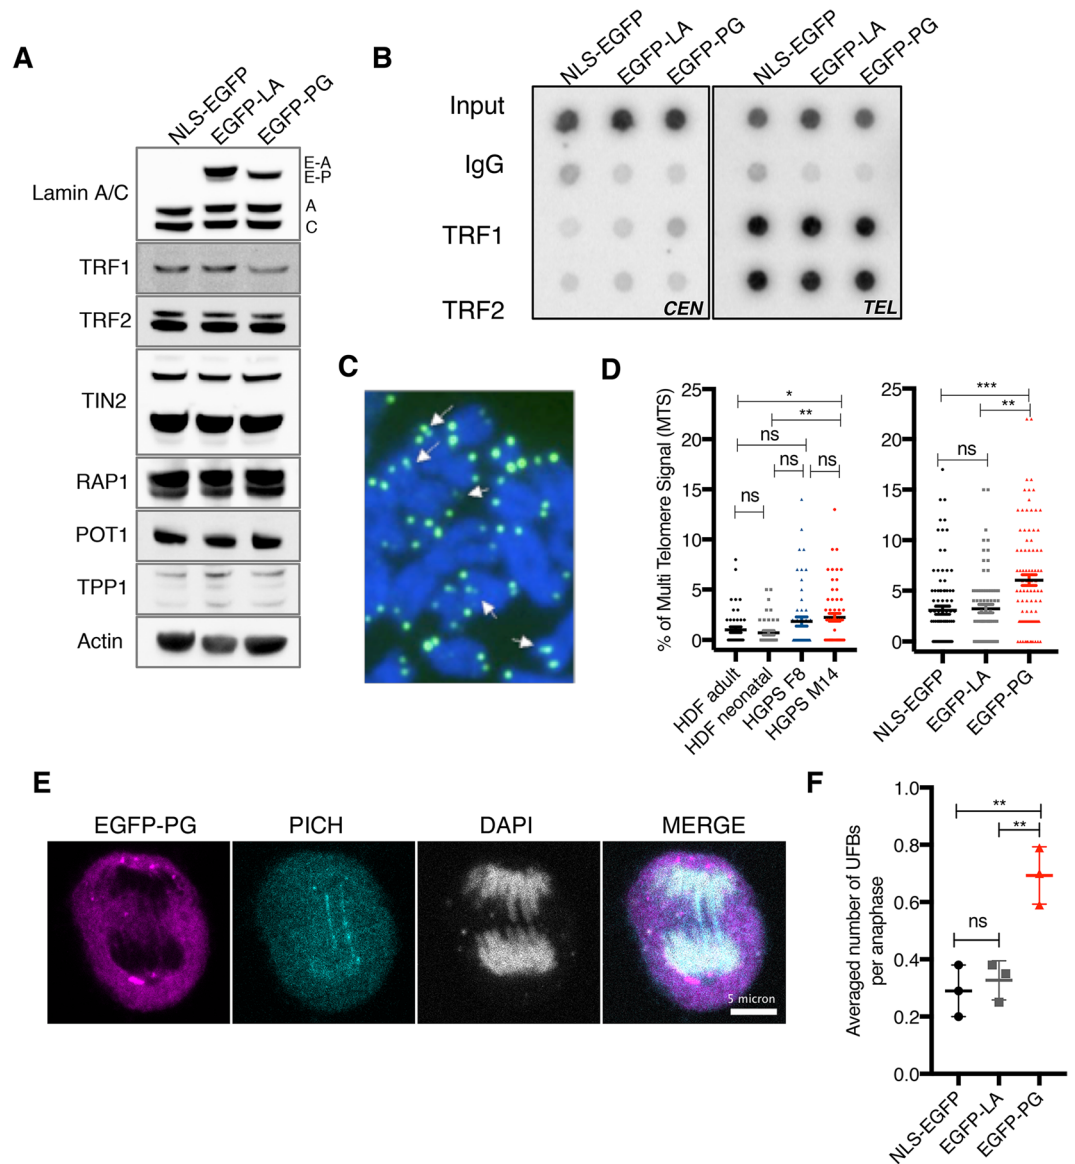 A
NLS-EGFP
EGFP-LA
EGFP-PG
Lamin A/C
E-A
E-P
A
C
TRF1
TRF2
TIN2
RAP1
POT1
TPP1
Actin
B
NLS-EGFP
EGFP-LA
EGFP-PG
NLS-EGFP
EGFP-LA
EGFP-PG
Input
IgG
TRF1
TRF2
CEN
TEL
C
D
% of Multi Telomere Signal (MTS)
25
20
15
10
5
0
*
**
ns
ns
ns
ns
HDF adult
HDF neonatal
HGPS F8
HGPS M14
25
20
15
10
5
0
***
**
ns
NLS-EGFP
EGFP-LA
EGFP-PG
E
EGFP-PG
PICH
DAPI
MERGE
5 micron
F
Averaged number of UFBs
per anaphase
1.0
0.8
0.6
0.4
0.2
0.0
**
**
ns
NLS-EGFP
EGFP-LA
EGFP-PG